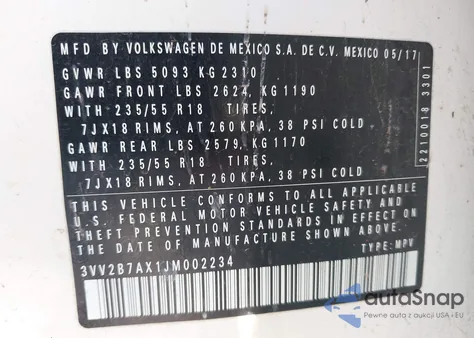 MFD BY VOLKSWAGEN DE MEXICO S.A. DE C.V. MEXICO 05/17
GVWR LBS 5093 KG 2310
GAWR FRONT LBS 2624, KG 1190
WITH 235/55 R18 TIRES,
7JX18 RIMS, AT 260 KPA, 38 PSI COLD
GAWR REAR LBS 2579, KG 1170
WITH 235/55 R18 TIRES,
7JX18 RIMS, AT 260 KPA, 38 PSI COLD
THIS VEHICLE CONFORMS TO ALL APPLICABLE
U.S. FEDERAL MOTOR VEHICLE SAFETY AND
THEFT PREVENTION STANDARDS IN EFFECT ON THE
DATE OF MANUFACTURE SHOWN ABOVE.
3VV2B7AX1JM002234 TYPE: MPV
2210018 3301
autoSnap
Pomoc z zakupem aukcji USA • EU